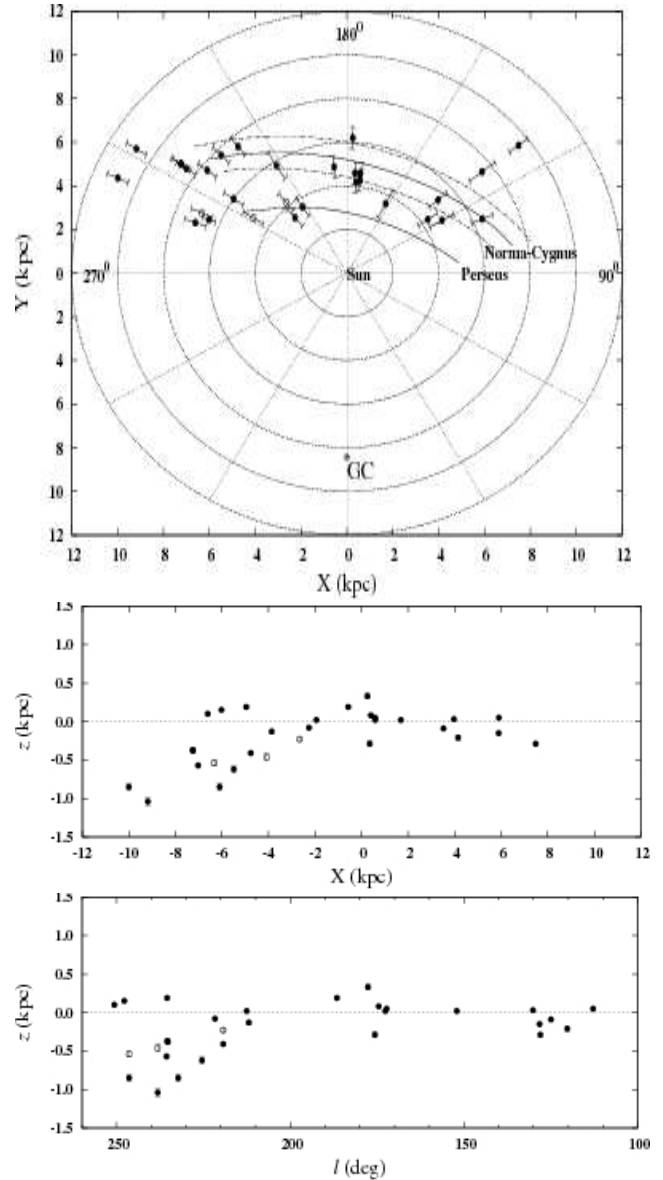 12
180⁰
10
8
6
4
2
Norma-Cygnus
Y (kpc)
0
270⁰
Sun
Perseus
90⁰
2
4
6
8
GC
10
12
12 10 8 6 4 2 0 2 4 6 8 10 12
X (kpc)
1.5
1.0
0.5
z (kpc)
0.0
-0.5
-1.0
-1.5
-12 -10 -8 -6 -4 -2 0 2 4 6 8 10 12
X (kpc)
1.5
1.0
0.5
z (kpc)
0.0
-0.5
-1.0
-1.5
250 200 150 100
l (deg)